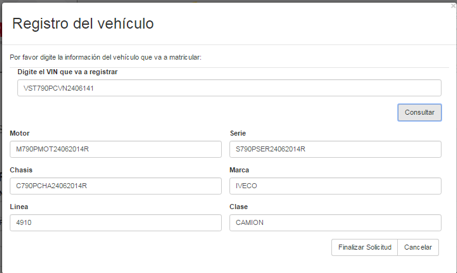 Registro del vehículo
Por favor digite la información del vehículo que va a matricular:
Digite el VIN que va a registrar
VST790PCVN2406141
Consultar
Motor Serie
M790PMOT24062014R S790PSER24062014R
Chasis Marca
C790PCHA24062014R IVECO
Linea Clase
4910 CAMION
Finalizar Solicitud Cancelar